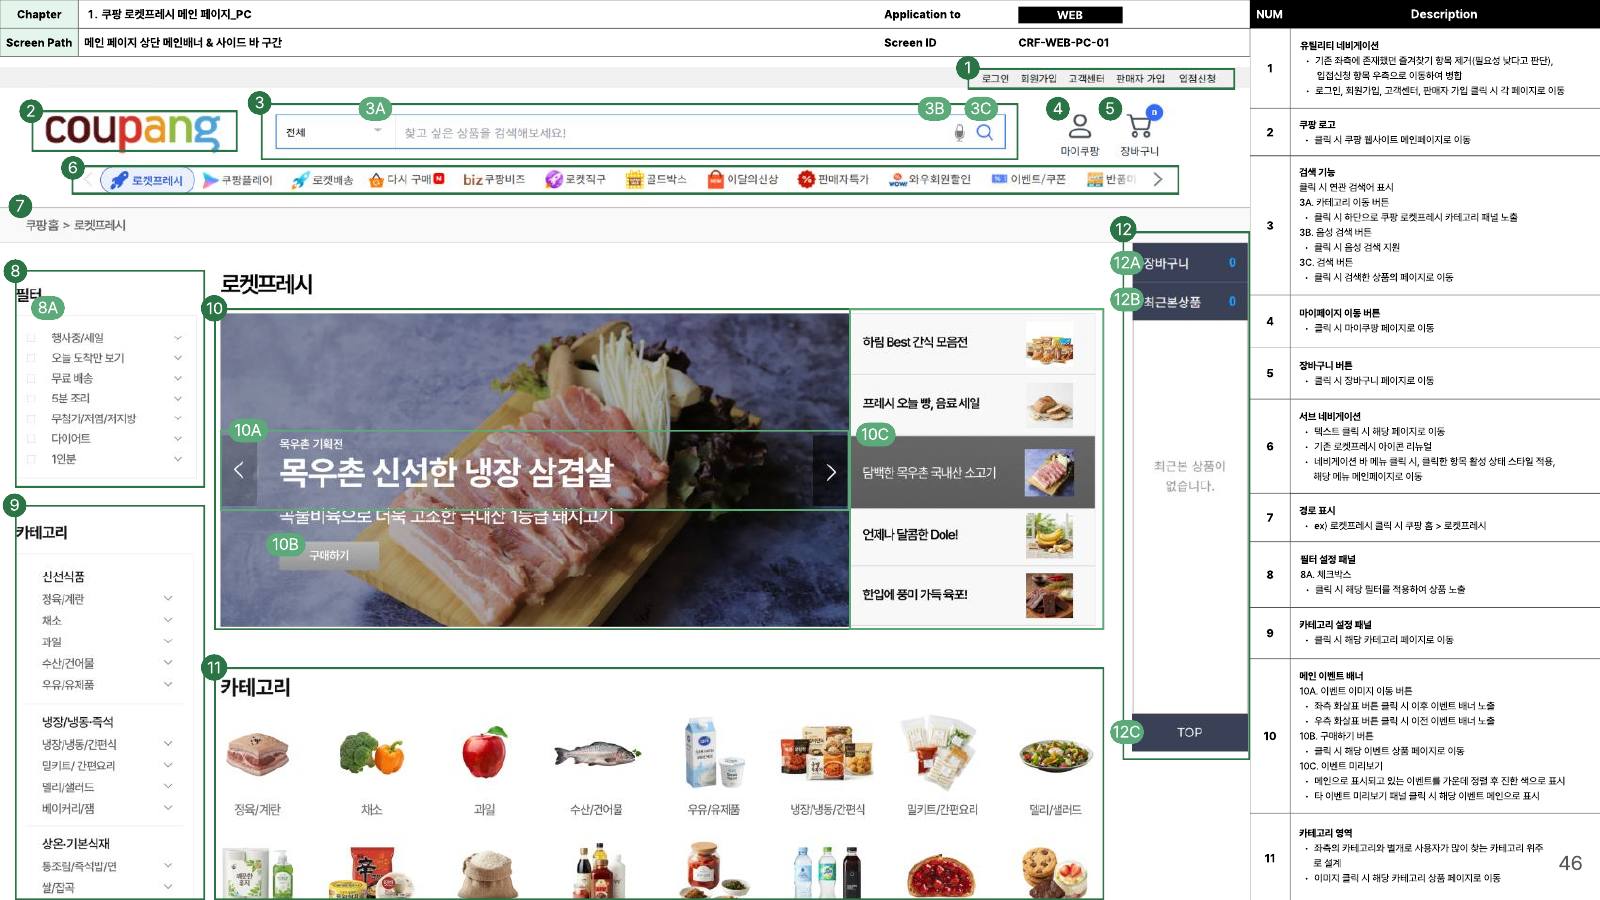 Chapter
1. 쿠팡 로켓프레시 메인 페이지_PC
Application to
WEB
Screen Path
메인 페이지 상단 메인배너 & 사이드 바 구간
Screen ID
CRF-WEB-PC-01
1
로그인 회원가입 고객센터 판매자 가입 입점신청
2
coupang
3
3A
3B
3C
전체
찾고 싶은 상품을 검색해보세요!
4
마이쿠팡
5
0
장바구니
6
로켓프레시
쿠팡플레이
로켓배송
다시 구매 N
biz 쿠팡비즈
로켓직구
골드박스
NEW 이달의신상
판매자특가
WOW! 와우회원할인
이벤트/쿠폰
7
쿠팡홈 > 로켓프레시
8
필터
8A
행사중/세일
오늘 도착만 보기
무료 배송
5분 조리
무첨가/저염/저지방
다이어트
1인분
9
카테고리
신선식품
정육/계란
채소
과일
수산/건어물
우유/유제품
냉장/냉동·즉석
냉장/냉동/간편식
밀키트/ 간편요리
델리/샐러드
베이커리/잼
상온·기본식재
통조림/즉석밥/면
쌀/잡곡
로켓프레시
10
10A
목우촌 기획전
목우촌 신선한 냉장 삼겹살
곡물비육으로 더욱 고소한 국내산 1등급 돼지고기
10B
구매하기
하림 Best 간식 모음전
프레시 오늘 빵, 음료 세일
10C
담백한 목우촌 국내산 소고기
언제나 달콤한 Dole!
한입에 풍미 가득 육포!
11
카테고리
정육/계란
채소
과일
수산/건어물
우유/유제품
냉장/냉동/간편식
밀키트/간편요리
델리/샐러드
12
12A
장바구니 0
12B
최근본상품 0
최근본 상품이
없습니다.
12C
TOP
NUM
Description
1
유틸리티 네비게이션
· 기존 좌측에 존재했던 즐겨찾기 항목 제거(필요성 낮다고 판단),
입접신청 항목 우측으로 이동하여 병합
· 로그인, 회원가입, 고객센터, 판매자 가입 클릭 시 각 페이지로 이동
2
쿠팡 로고
· 클릭 시 쿠팡 웹사이트 메인페이지로 이동
3
검색 기능
클릭 시 연관 검색어 표시
3A. 카테고리 이동 버튼
· 클릭 시 하단으로 쿠팡 로켓프레시 카테고리 패널 노출
3B. 음성 검색 버튼
· 클릭 시 음성 검색 지원
3C. 검색 버튼
· 클릭 시 검색한 상품의 페이지로 이동
4
마이페이지 이동 버튼
· 클릭 시 마이쿠팡 페이지로 이동
5
장바구니 버튼
· 클릭 시 장바구니 페이지로 이동
6
서브 네비게이션
· 텍스트 클릭 시 해당 페이지로 이동
· 기존 로켓프레시 아이콘 리뉴얼
· 네비게이션 바 메뉴 클릭 시, 클릭한 항목 활성 상태 스타일 적용,
해당 메뉴 메인페이지로 이동
7
경로 표시
· ex) 로켓프레시 클릭 시 쿠팡 홈 > 로켓프레시
8
필터 설정 패널
8A. 체크박스
· 클릭 시 해당 필터를 적용하여 상품 노출
9
카테고리 설정 패널
· 클릭 시 해당 카테고리 페이지로 이동
10
메인 이벤트 배너
10A. 이벤트 이미지 이동 버튼
· 좌측 화살표 버튼 클릭 시 이후 이벤트 배너 노출
· 우측 화살표 버튼 클릭 시 이전 이벤트 배너 노출
10B. 구매하기 버튼
· 클릭 시 해당 이벤트 상품 페이지로 이동
10C. 이벤트 미리보기
· 메인으로 표시되고 있는 이벤트를 가운데 정렬 후 진한 색으로 표시
· 타 이벤트 미리보기 패널 클릭 시 해당 이벤트 메인으로 표시
11
카테고리 영역
· 좌측의 카테고리와 별개로 사용자가 많이 찾는 카테고리 위주
로 설계
· 이미지 클릭 시 해당 카테고리 상품 페이지로 이동
46